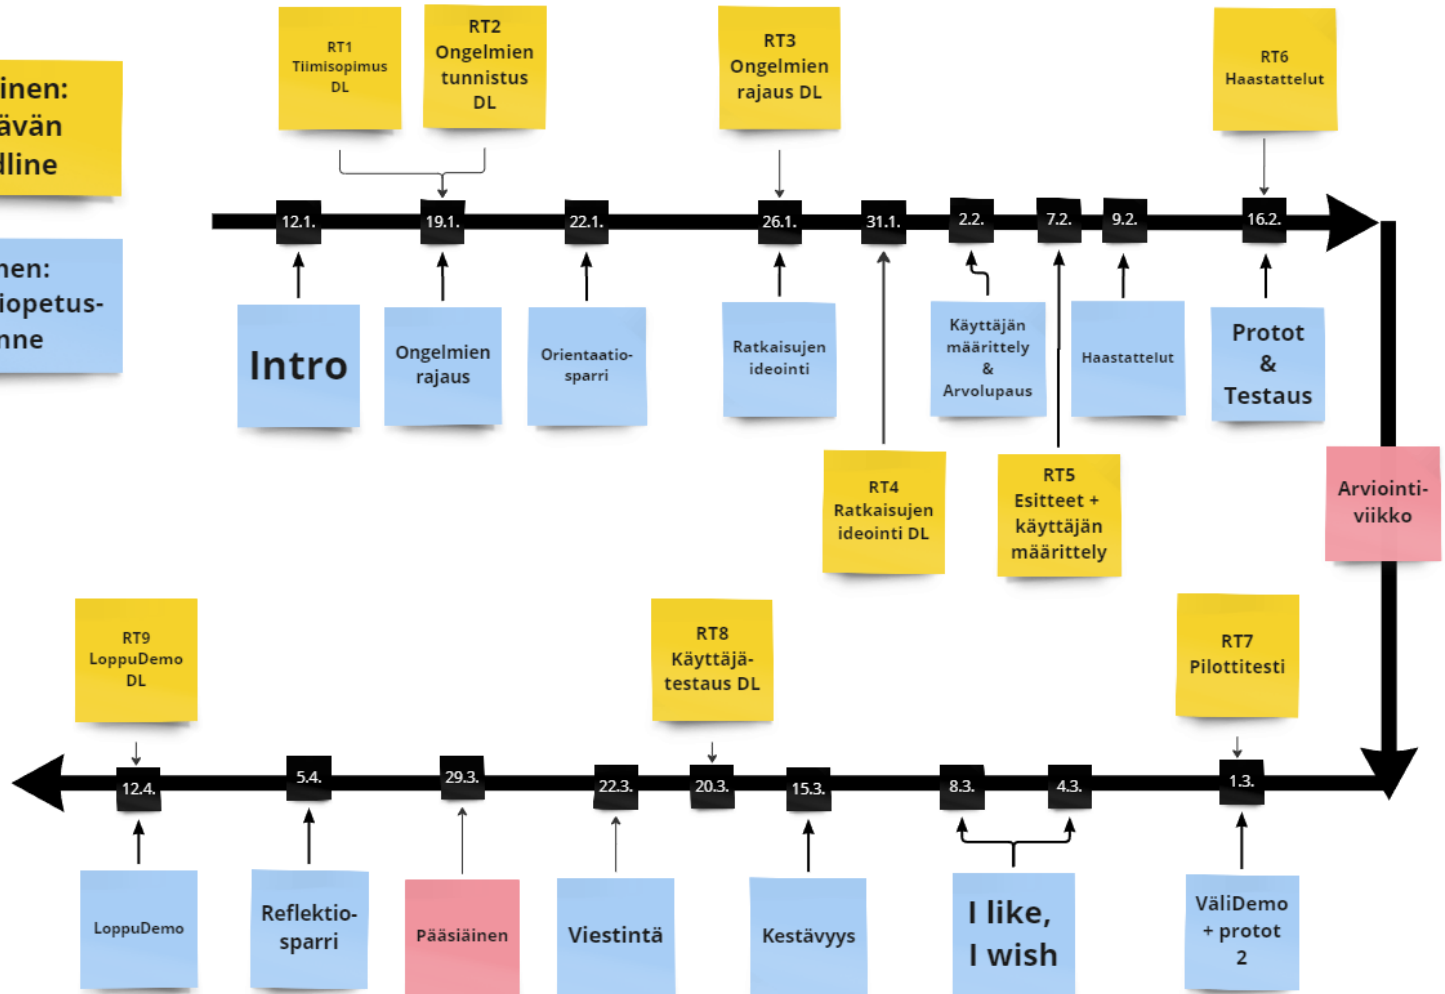 RT1
Tiimisopimus
DL
RT2
Ongelmien
tunnistus
DL
RT3
Ongelmien
rajaus DL
RT6
Haastattelut
inen:
ävän
lline
12.1.
19.1.
22.1.
26.1.
31.1.
2.2.
7.2.
9.2.
16.2.
nen:
iopetus-
nne
Intro
Ongelmien
rajaus
Orientaatio-
sparri
Ratkaisujen
ideointi
Käyttäjän
määrittely
&
Arvolupaus
Haastattelut
Protot
&
Testaus
RT4
Ratkaisujen
ideointi DL
RT5
Esitteet +
käyttäjän
määrittely
Arviointi-
viikko
RT9
LoppuDemo
DL
RT8
Käyttäjä-
testaus DL
RT7
Pilottitesti
12.4.
5.4.
29.3.
22.3.
20.3.
15.3.
8.3.
4.3.
1.3.
LoppuDemo
Reflektio-
sparri
Pääsiäinen
Viestintä
Kestävyys
I like,
I wish
VäliDemo
+ protot
2